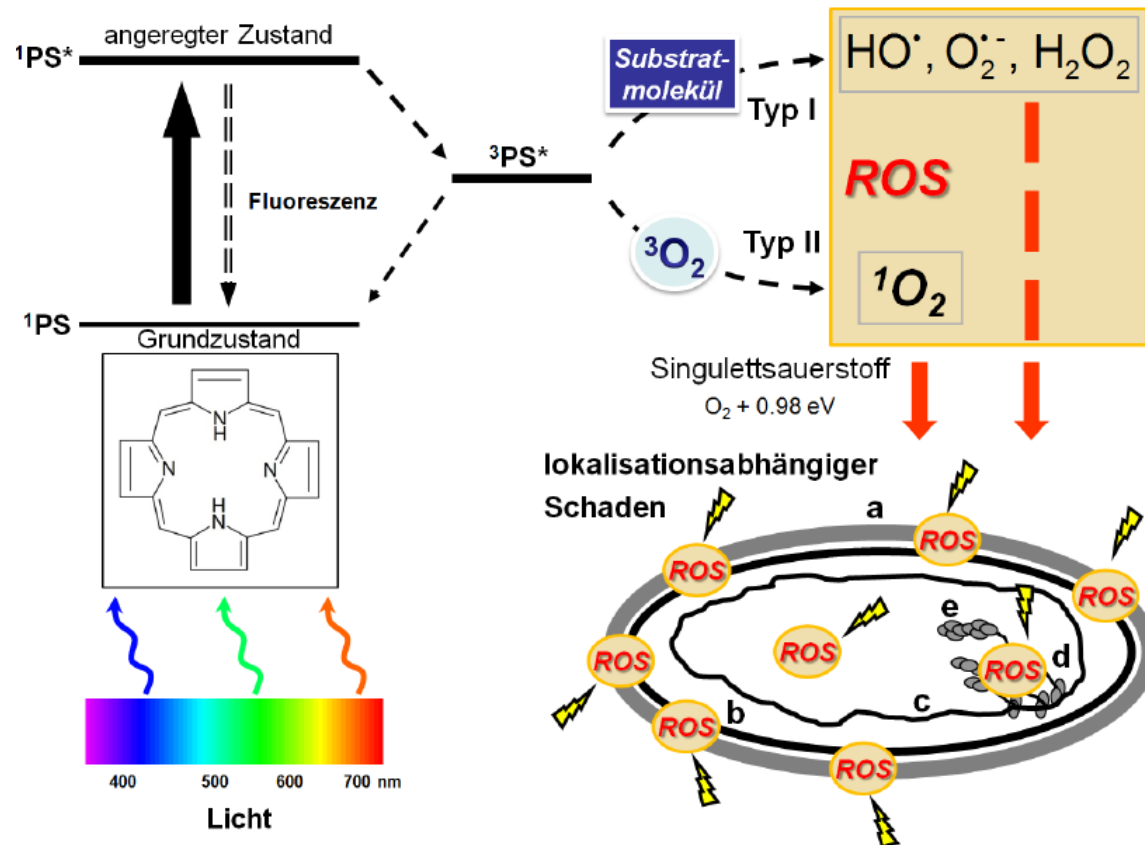 angeregter Zustand
¹PS*
Fluoreszenz
¹PS
Grundzustand
NH
N
N
H
N
³PS*
Substrat-
molekül
Typ I
HO•, O₂•⁻, H₂O₂
ROS
³O₂
Typ II
¹O₂
Singulettsauerstoff
O₂ + 0.98 eV
lokalisationsabhängiger
Schaden
a
ROS
ROS
ROS
ROS
ROS
ROS
ROS
ROS
e
d
c
b
400 500 600 700 nm
Licht